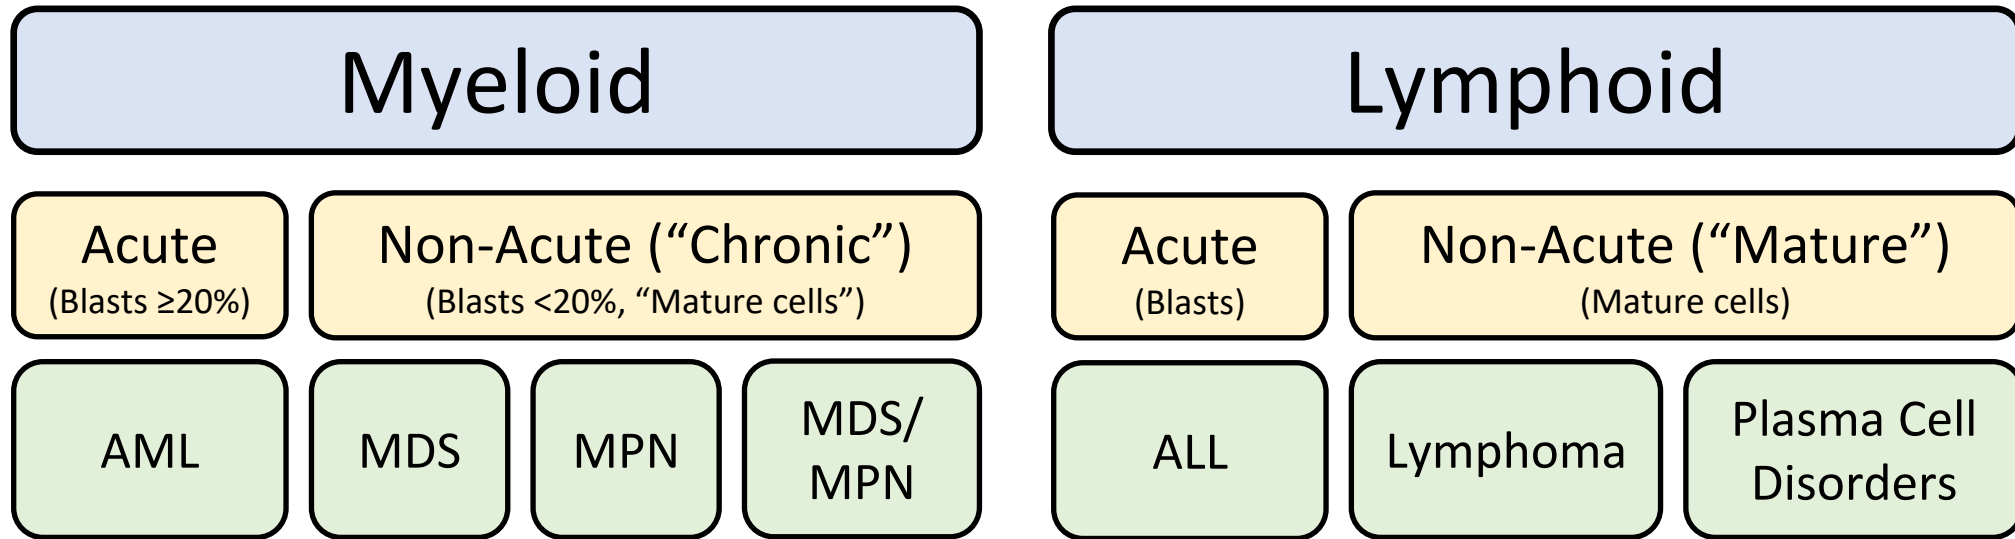 Myeloid
Lymphoid
Acute
(Blasts ≥20%)
Non-Acute (“Chronic”)
(Blasts <20%, “Mature cells”)
Acute
(Blasts)
Non-Acute (“Mature”)
(Mature cells)
AML
MDS
MPN
MDS/
MPN
ALL
Lymphoma
Plasma Cell
Disorders